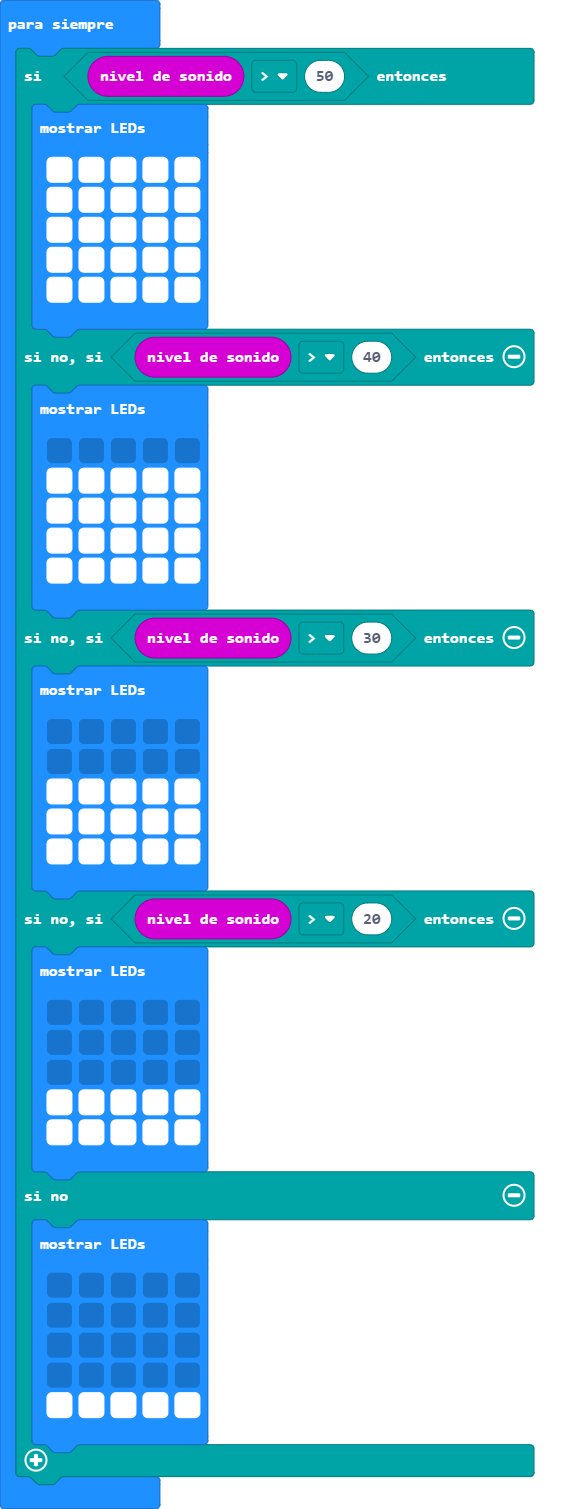 para siempre
si nivel de sonido > 50 entonces
mostrar LEDs
si no, si nivel de sonido > 40 entonces
mostrar LEDs
si no, si nivel de sonido > 30 entonces
mostrar LEDs
si no, si nivel de sonido > 20 entonces
mostrar LEDs
si no
mostrar LEDs